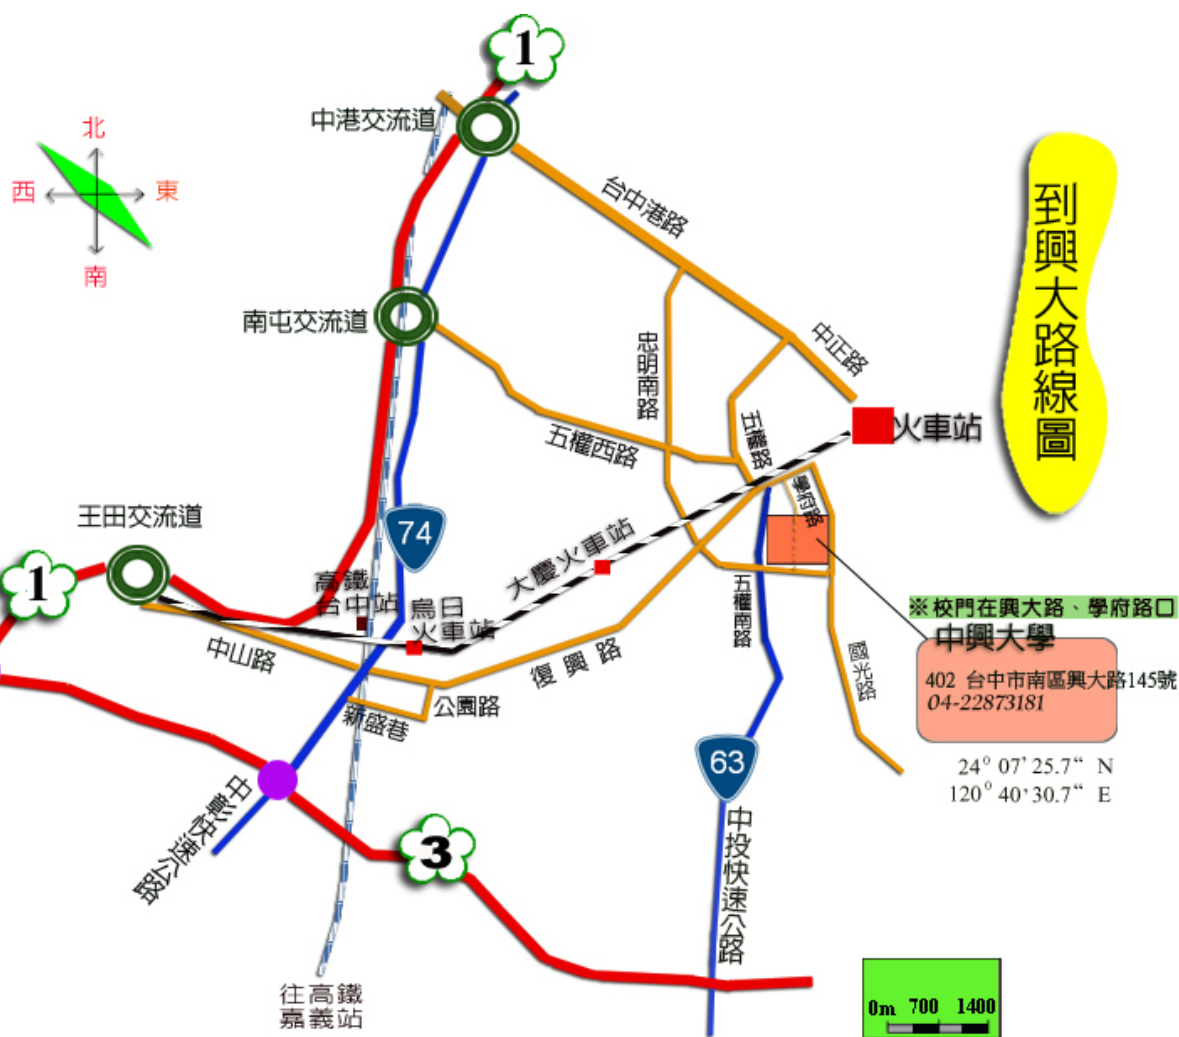 1
中港交流道
北
西
東
南
台中港路
到興大路線圖
南屯交流道
忠明南路
中正路
五權西路
五權路
火車站
學府路
王田交流道
74
大慶火車站
1
高鐵
台中站
烏日
火車站
五權南路
※校門在興大路、學府路口
中興大學
402 台中市南區興大路145號
04-22873181
中山路
復興路
國光路
公園路
新盛巷
24° 07' 25.7“ N
120° 40' 30.7“ E
63
中彰快速公路
3
中投快速公路
往高鐵
嘉義站
0m 700 1400